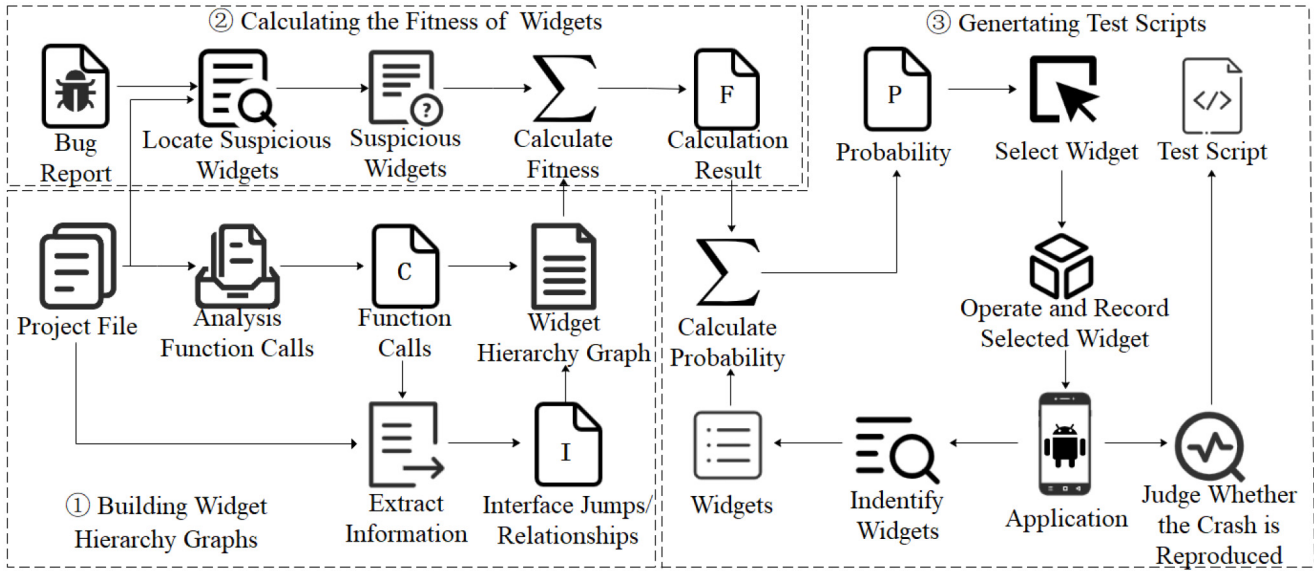 ② Calculating the Fitness of Widgets
Bug
Report
Locate Suspicious
Widgets
?
Suspicious
Widgets
Calculate
Fitness
F
Calculation
Result
Project File
Analysis
Function Calls
C
Function
Calls
Widget
Hierarchy Graph
Extract
Information
I
Interface Jumps/
Relationships
① Building Widget
Hierarchy Graphs
③ Genertating Test Scripts
P
Probability
Select Widget
</>
Test Script
Calculate
Probability
Operate and Record
Selected Widget
Widgets
Indentify
Widgets
Application
Judge Whether
the Crash is
Reproduced